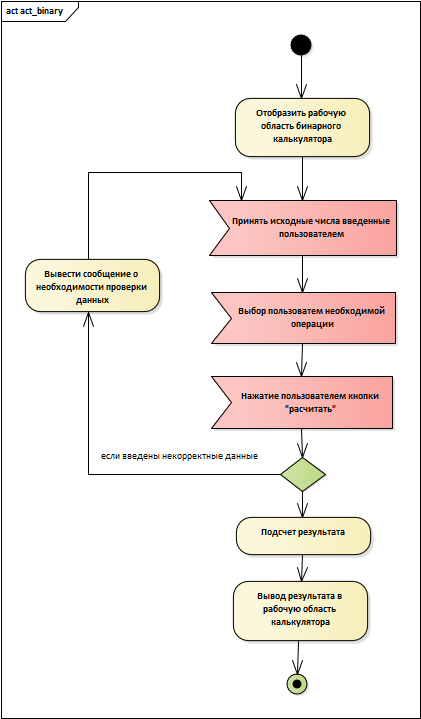 act act_binary
Отобразить рабочую
область бинарного
калькулятора
Принять исходные числа введенные
пользователем
Вывести сообщение о
необходимости проверки
данных
Выбор пользоватем необходимой
операции
Нажатие пользователем кнопки
"расчитать"
если введены некорректные данные
Подсчет результата
Вывод результата в
рабочую область
калькулятора